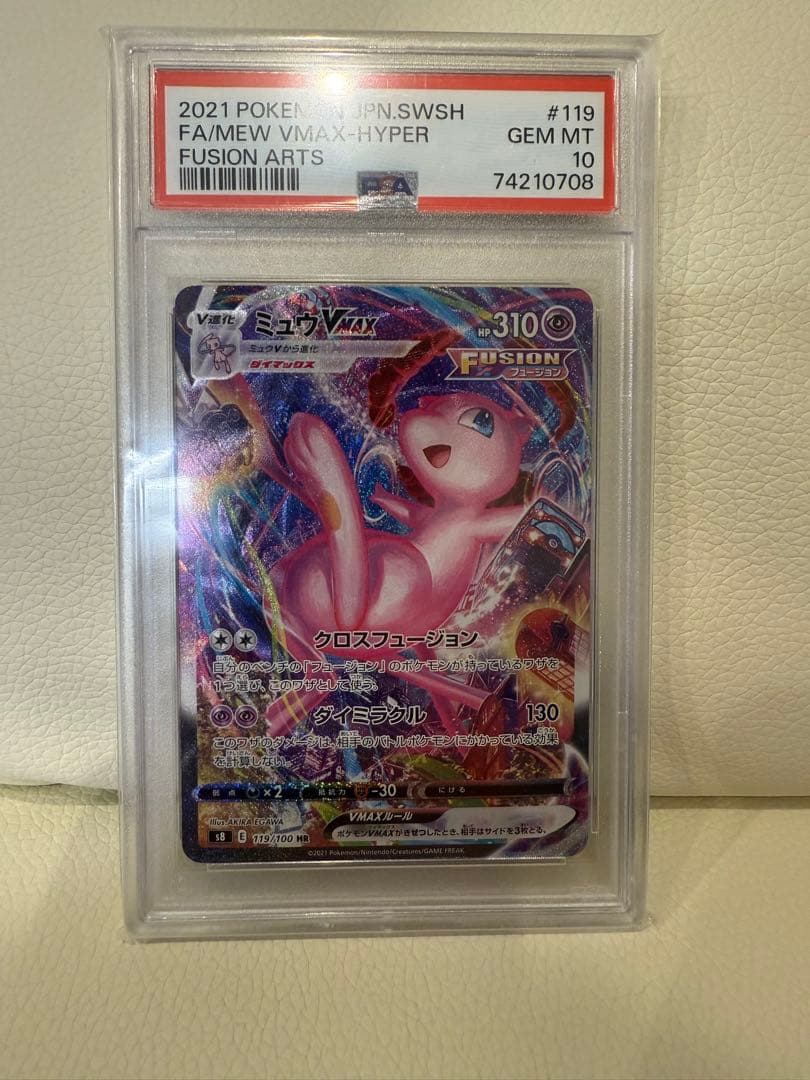 2021 POKEMON JPN.SWSH #119
FA/MEW VMAX-HYPER GEM MT
FUSION ARTS 10
PSA 74210708
V進化 ミュウVMAX HP310
ミュウVから進化 FUSION
ダイマックス フュージョン
クロスフュージョン
自分のベンチの「フュージョン」のポケモンが持っているワザを
1つ選び、このワザとして使う。
ダイミラクル 130
このワザのダメージは、相手のバトルポケモンにかかっている効果
を計算しない。
弱点 ×2 抵抗力 -30 にげる
Illus. AKIRA EGAWA VMAXルール
s8 E 119/100 HR ポケモンVMAXがきぜつしたとき、相手はサイドを3枚とる。
©2021 Pokémon/Nintendo/Creatures/GAME FREAK.